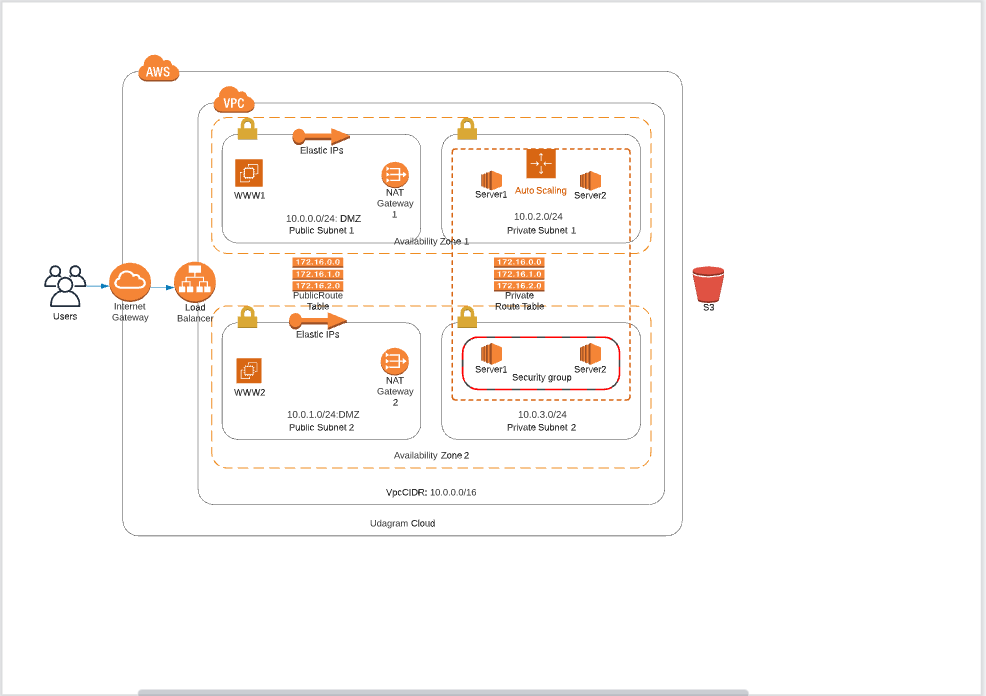 AWS
VPC
Elastic IPs
WWW1
NAT
Gateway
1
10.0.0.0/24: DMZ
Public Subnet 1
Server1
Auto Scaling
Server2
10.0.2.0/24
Private Subnet 1
Availability Zone 1
172.16.0.0
172.16.1.0
172.16.2.0
PublicRoute
Table
172.16.0.0
172.16.1.0
172.16.2.0
Private
Route Table
Users
Internet
Gateway
Load
Balancer
S3
Elastic IPs
WWW2
NAT
Gateway
2
10.0.1.0/24:DMZ
Public Subnet 2
Server1
Server2
Security group
10.0.3.0/24
Private Subnet 2
Availability Zone 2
VpcCIDR: 10.0.0.0/16
Udagram Cloud